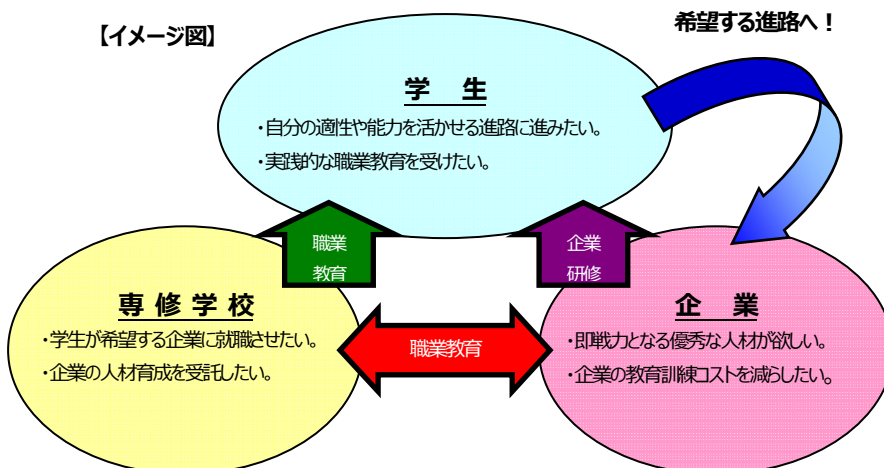 【イメージ図】
希望する進路へ！
学　生
・自分の適性や能力を活かせる進路に進みたい。
・実践的な職業教育を受けたい。
職業
教育
企業
研修
専修学校
・学生が希望する企業に就職させたい。
・企業の人材育成を受託したい。
職業教育
企　業
・即戦力となる優秀な人材が欲しい。
・企業の教育訓練コストを減らしたい。